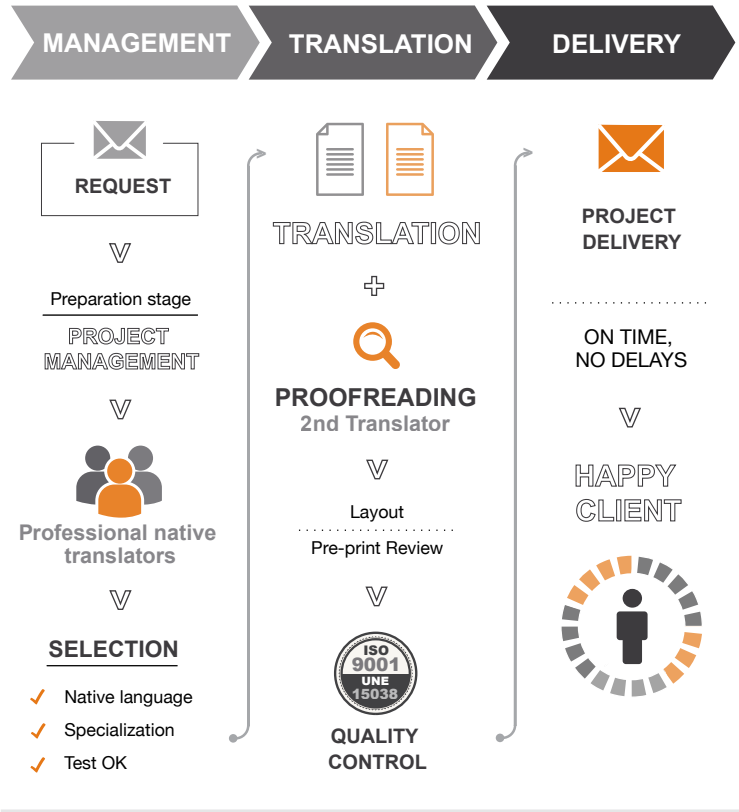 MANAGEMENT
TRANSLATION
DELIVERY
REQUEST
Preparation stage
PROJECT
MANAGEMENT
Professional native
translators
SELECTION
Native language
Specialization
Test OK
TRANSLATION
+
PROOFREADING
2nd Translator
Layout
Pre-print Review
ISO
9001
UNE
15038
QUALITY
CONTROL
PROJECT
DELIVERY
ON TIME,
NO DELAYS
HAPPY
CLIENT